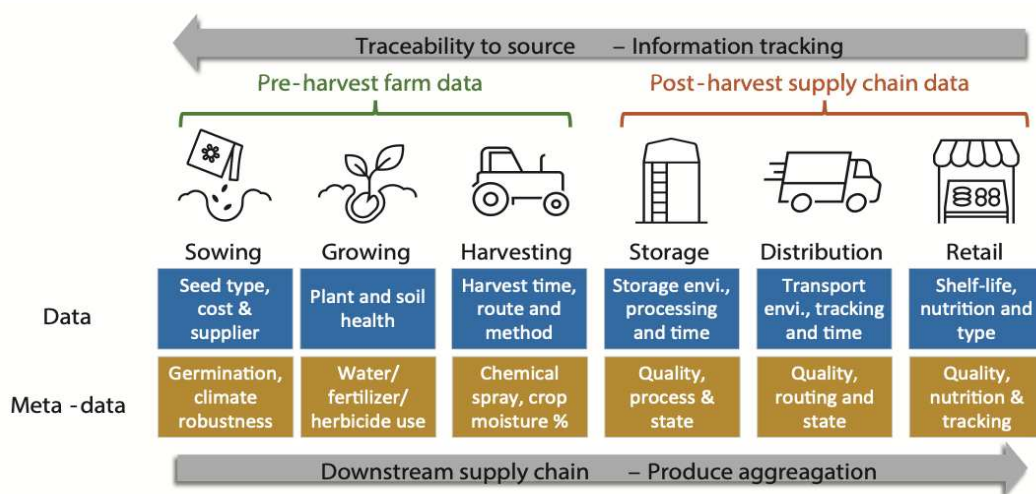 Traceability to source – Information tracking
Pre-harvest farm data
Post-harvest supply chain data
Sowing
Growing
Harvesting
Storage
Distribution
Retail
Data
Seed type,
cost &
supplier
Plant and soil
health
Harvest time,
route and
method
Storage envi.,
processing
and time
Transport
envi., tracking
and time
Shelf-life,
nutrition and
type
Meta -data
Germination,
climate
robustness
Water/
fertilizer/
herbicide use
Chemical
spray, crop
moisture %
Quality,
process &
state
Quality,
routing and
state
Quality,
nutrition &
tracking
Downstream supply chain – Produce aggreagation